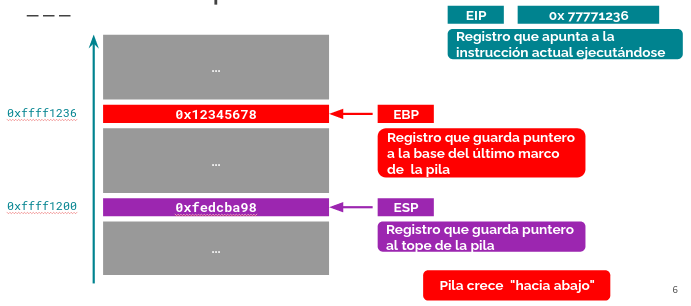 EIP
0x 77771236
Registro que apunta a la
instrucción actual ejecutándose
...
0xffff1236
0x12345678
EBP
Registro que guarda puntero
a la base del último marco
de la pila
...
0xffff1200
0xfedcba98
ESP
Registro que guarda puntero
al tope de la pila
...
Pila crece "hacia abajo"
6